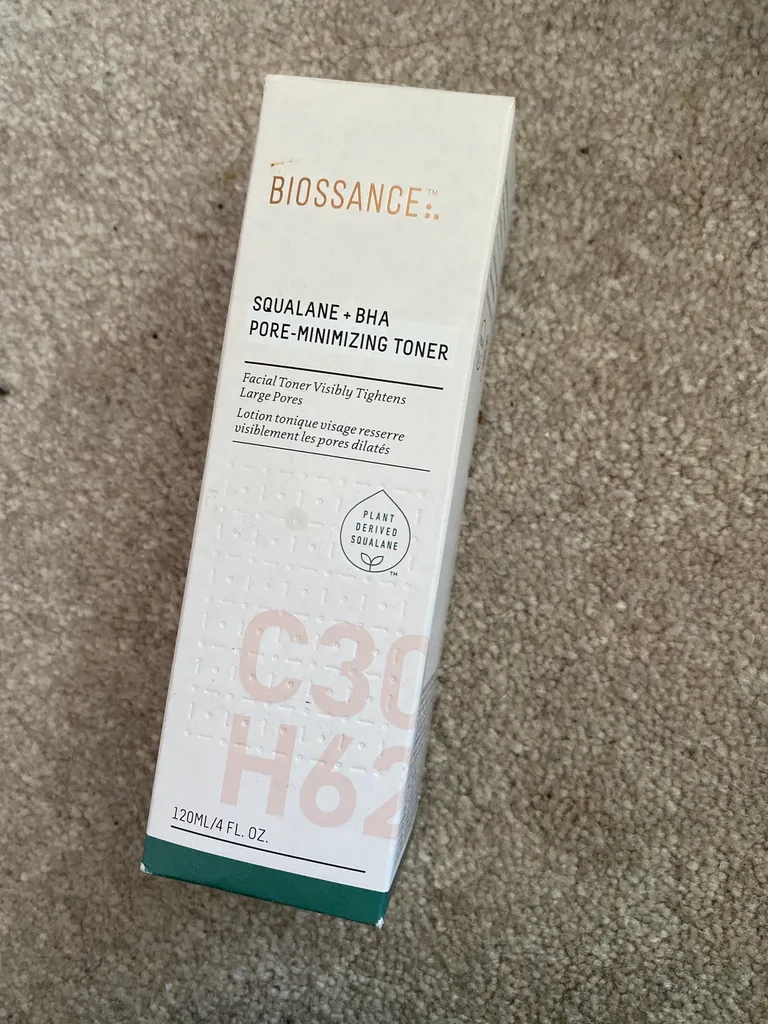 BIOSSANCE™
SQUALANE + BHA
PORE-MINIMIZING TONER
Facial Toner Visibly Tightens
Large Pores
Lotion tonique visage resserre
visiblement les pores dilatés
PLANT
DERIVED
SQUALANE
™
C30
H62
120ML/4 FL. OZ.